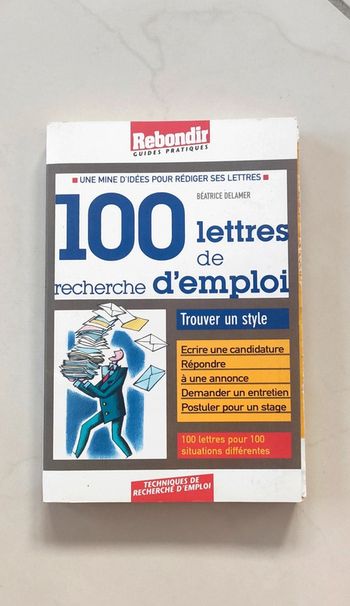 Rebondir
GUIDES PRATIQUES
UNE MINE D'IDÉES POUR RÉDIGER SES LETTRES
BÉATRICE DELAMER
100 lettres
de
recherche d'emploi
Trouver un style
Ecrire une candidature
Répondre
à une annonce
Demander un entretien
Postuler pour un stage
100 lettres pour 100
situations différentes
TECHNIQUES DE
RECHERCHE D'EMPLOI